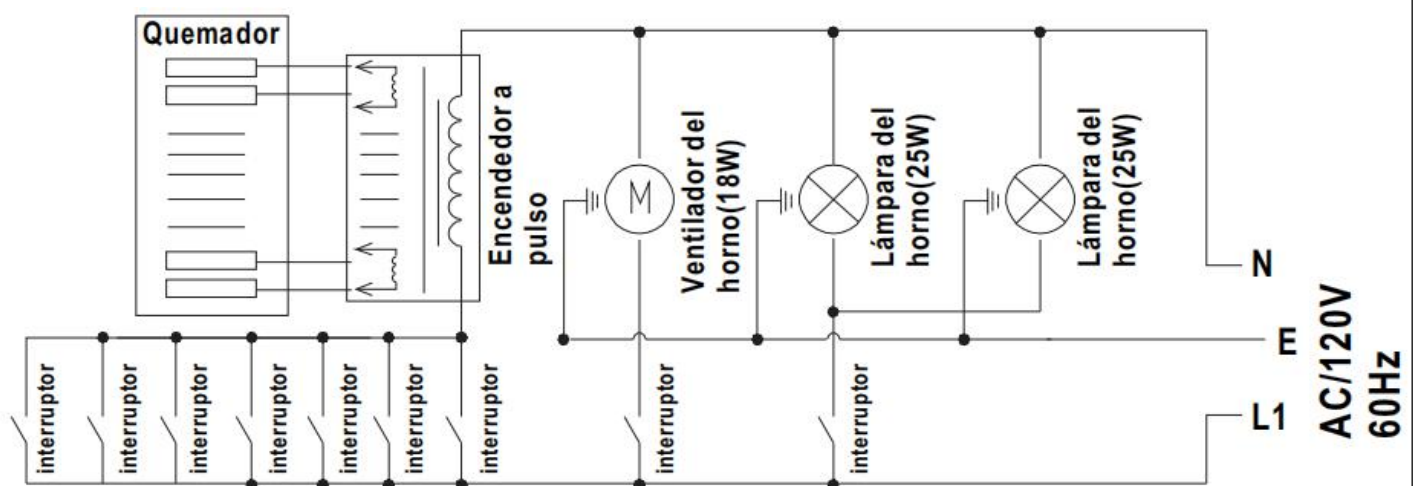 Quemador
Encendedor a
pulso
Ventilador del
horno(18W)
M
Lámpara del
horno(25W)
Lámpara del
horno(25W)
N
E
L1
AC/120V
60Hz
interruptor
interruptor
interruptor
interruptor
interruptor
interruptor
interruptor
interruptor
interruptor